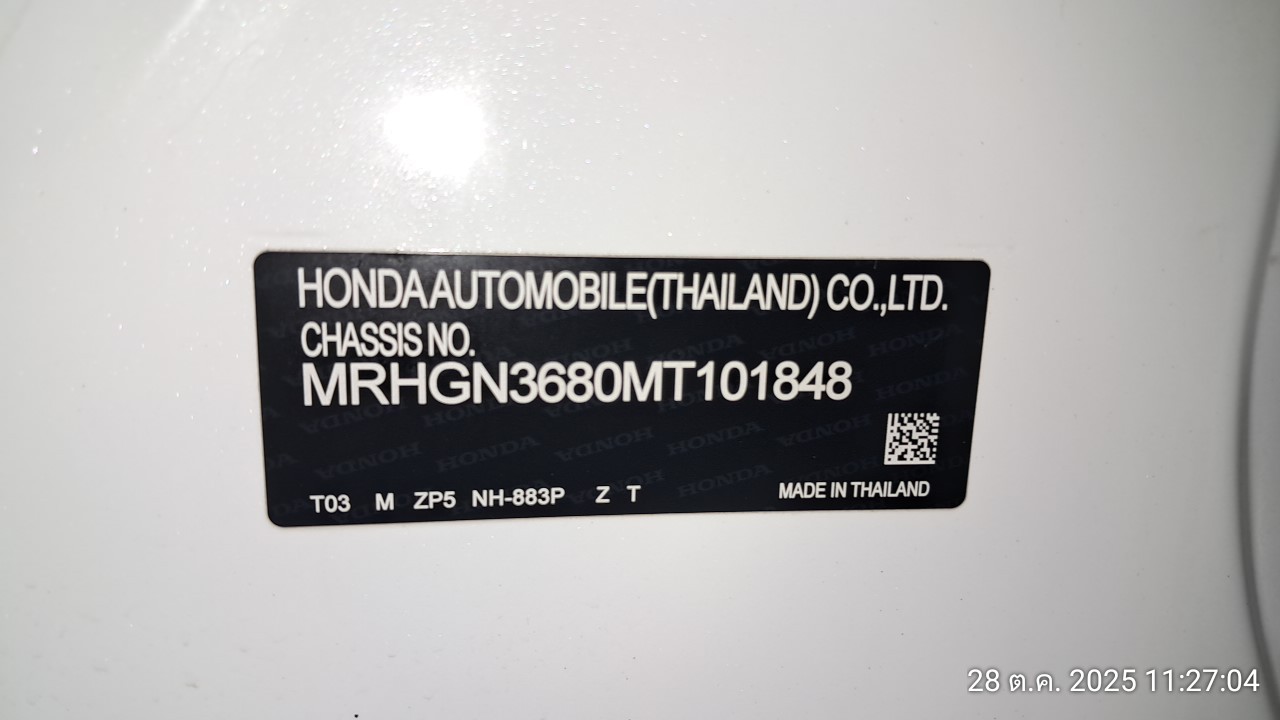 HONDA AUTOMOBILE(THAILAND) CO.,LTD.
CHASSIS NO.
MRHGN3680MT101848
T03 M ZP5 NH-883P Z T
MADE IN THAILAND
28 ต.ค. 2025 11:27:04